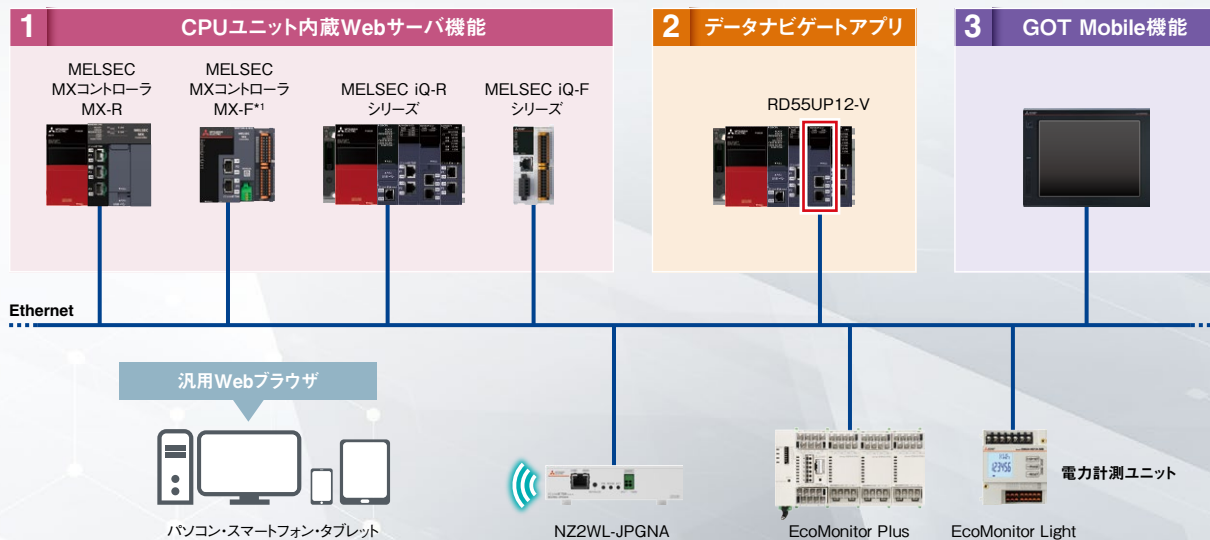 1 CPUユニット内蔵Webサーバ機能
MELSEC
MXコントローラ
MX-R
MELSEC
MXコントローラ
MX-F*1
MELSEC iQ-R
シリーズ
MELSEC iQ-F
シリーズ
2 データナビゲートアプリ
RD55UP12-V
3 GOT Mobile機能
Ethernet
汎用Webブラウザ
パソコン・スマートフォン・タブレット
NZ2WL-JPGNA
EcoMonitor Plus
123456
電力計測ユニット
EcoMonitor Light